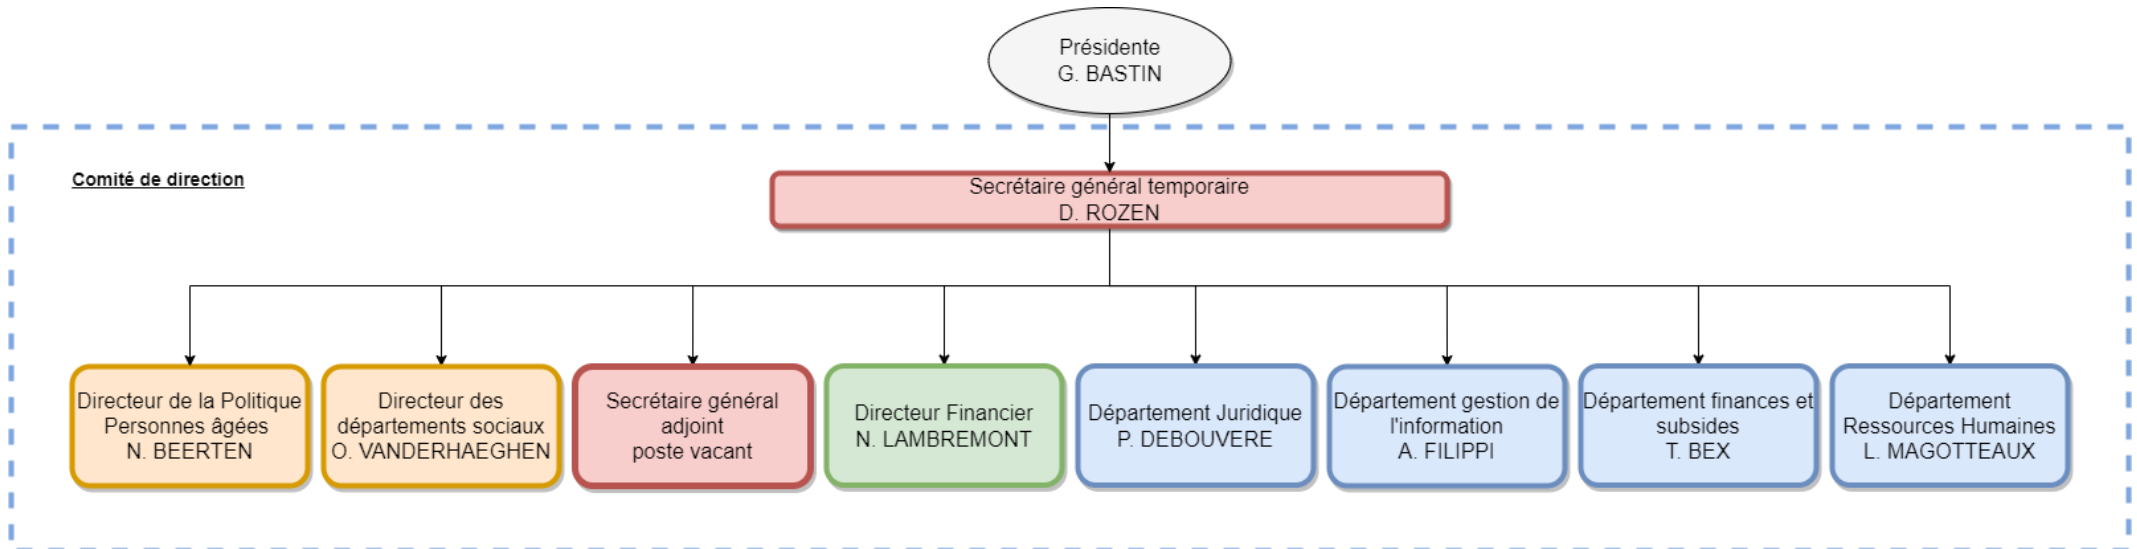 Présidente
G. BASTIN
Comité de direction
Secrétaire général temporaire
D. ROZEN
Directeur de la Politique
Personnes âgées
N. BEERTEN
Directeur des
départements sociaux
O. VANDERHAEGHEN
Secrétaire général
adjoint
poste vacant
Directeur Financier
N. LAMBREMONT
Département Juridique
P. DEBOUVERE
Département gestion de
l'information
A. FILIPPI
Département finances et
subsides
T. BEX
Département
Ressources Humaines
L. MAGOTTEAUX